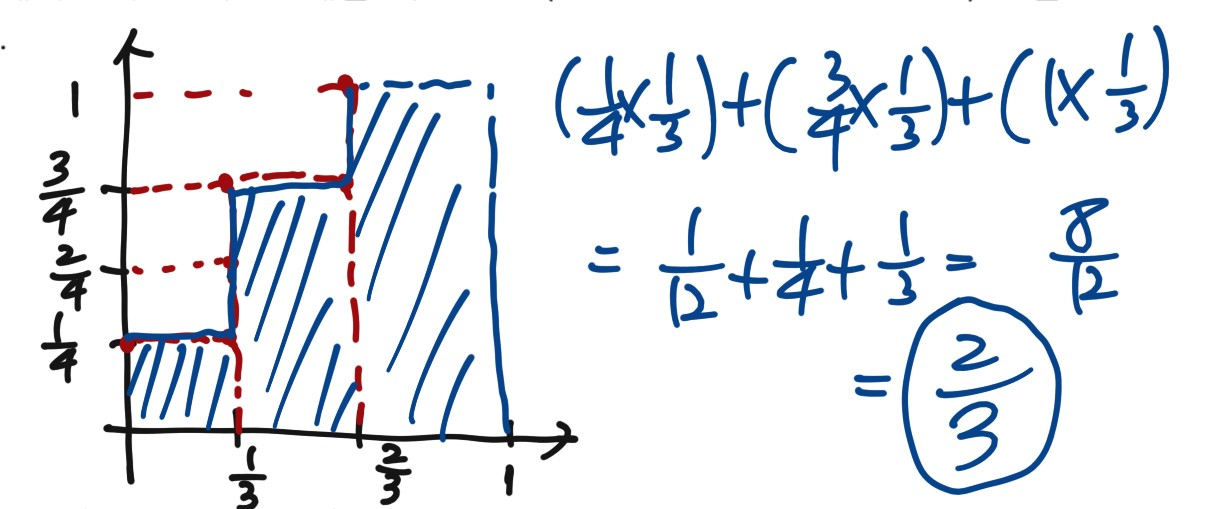 1
3/4
2/4
1/4
1/3 2/3 1
(1/4 × 1/3) + (3/4 × 1/3) + (1 × 1/3)
= 1/12 + 1/4 + 1/3 = 8/12
= 2/3